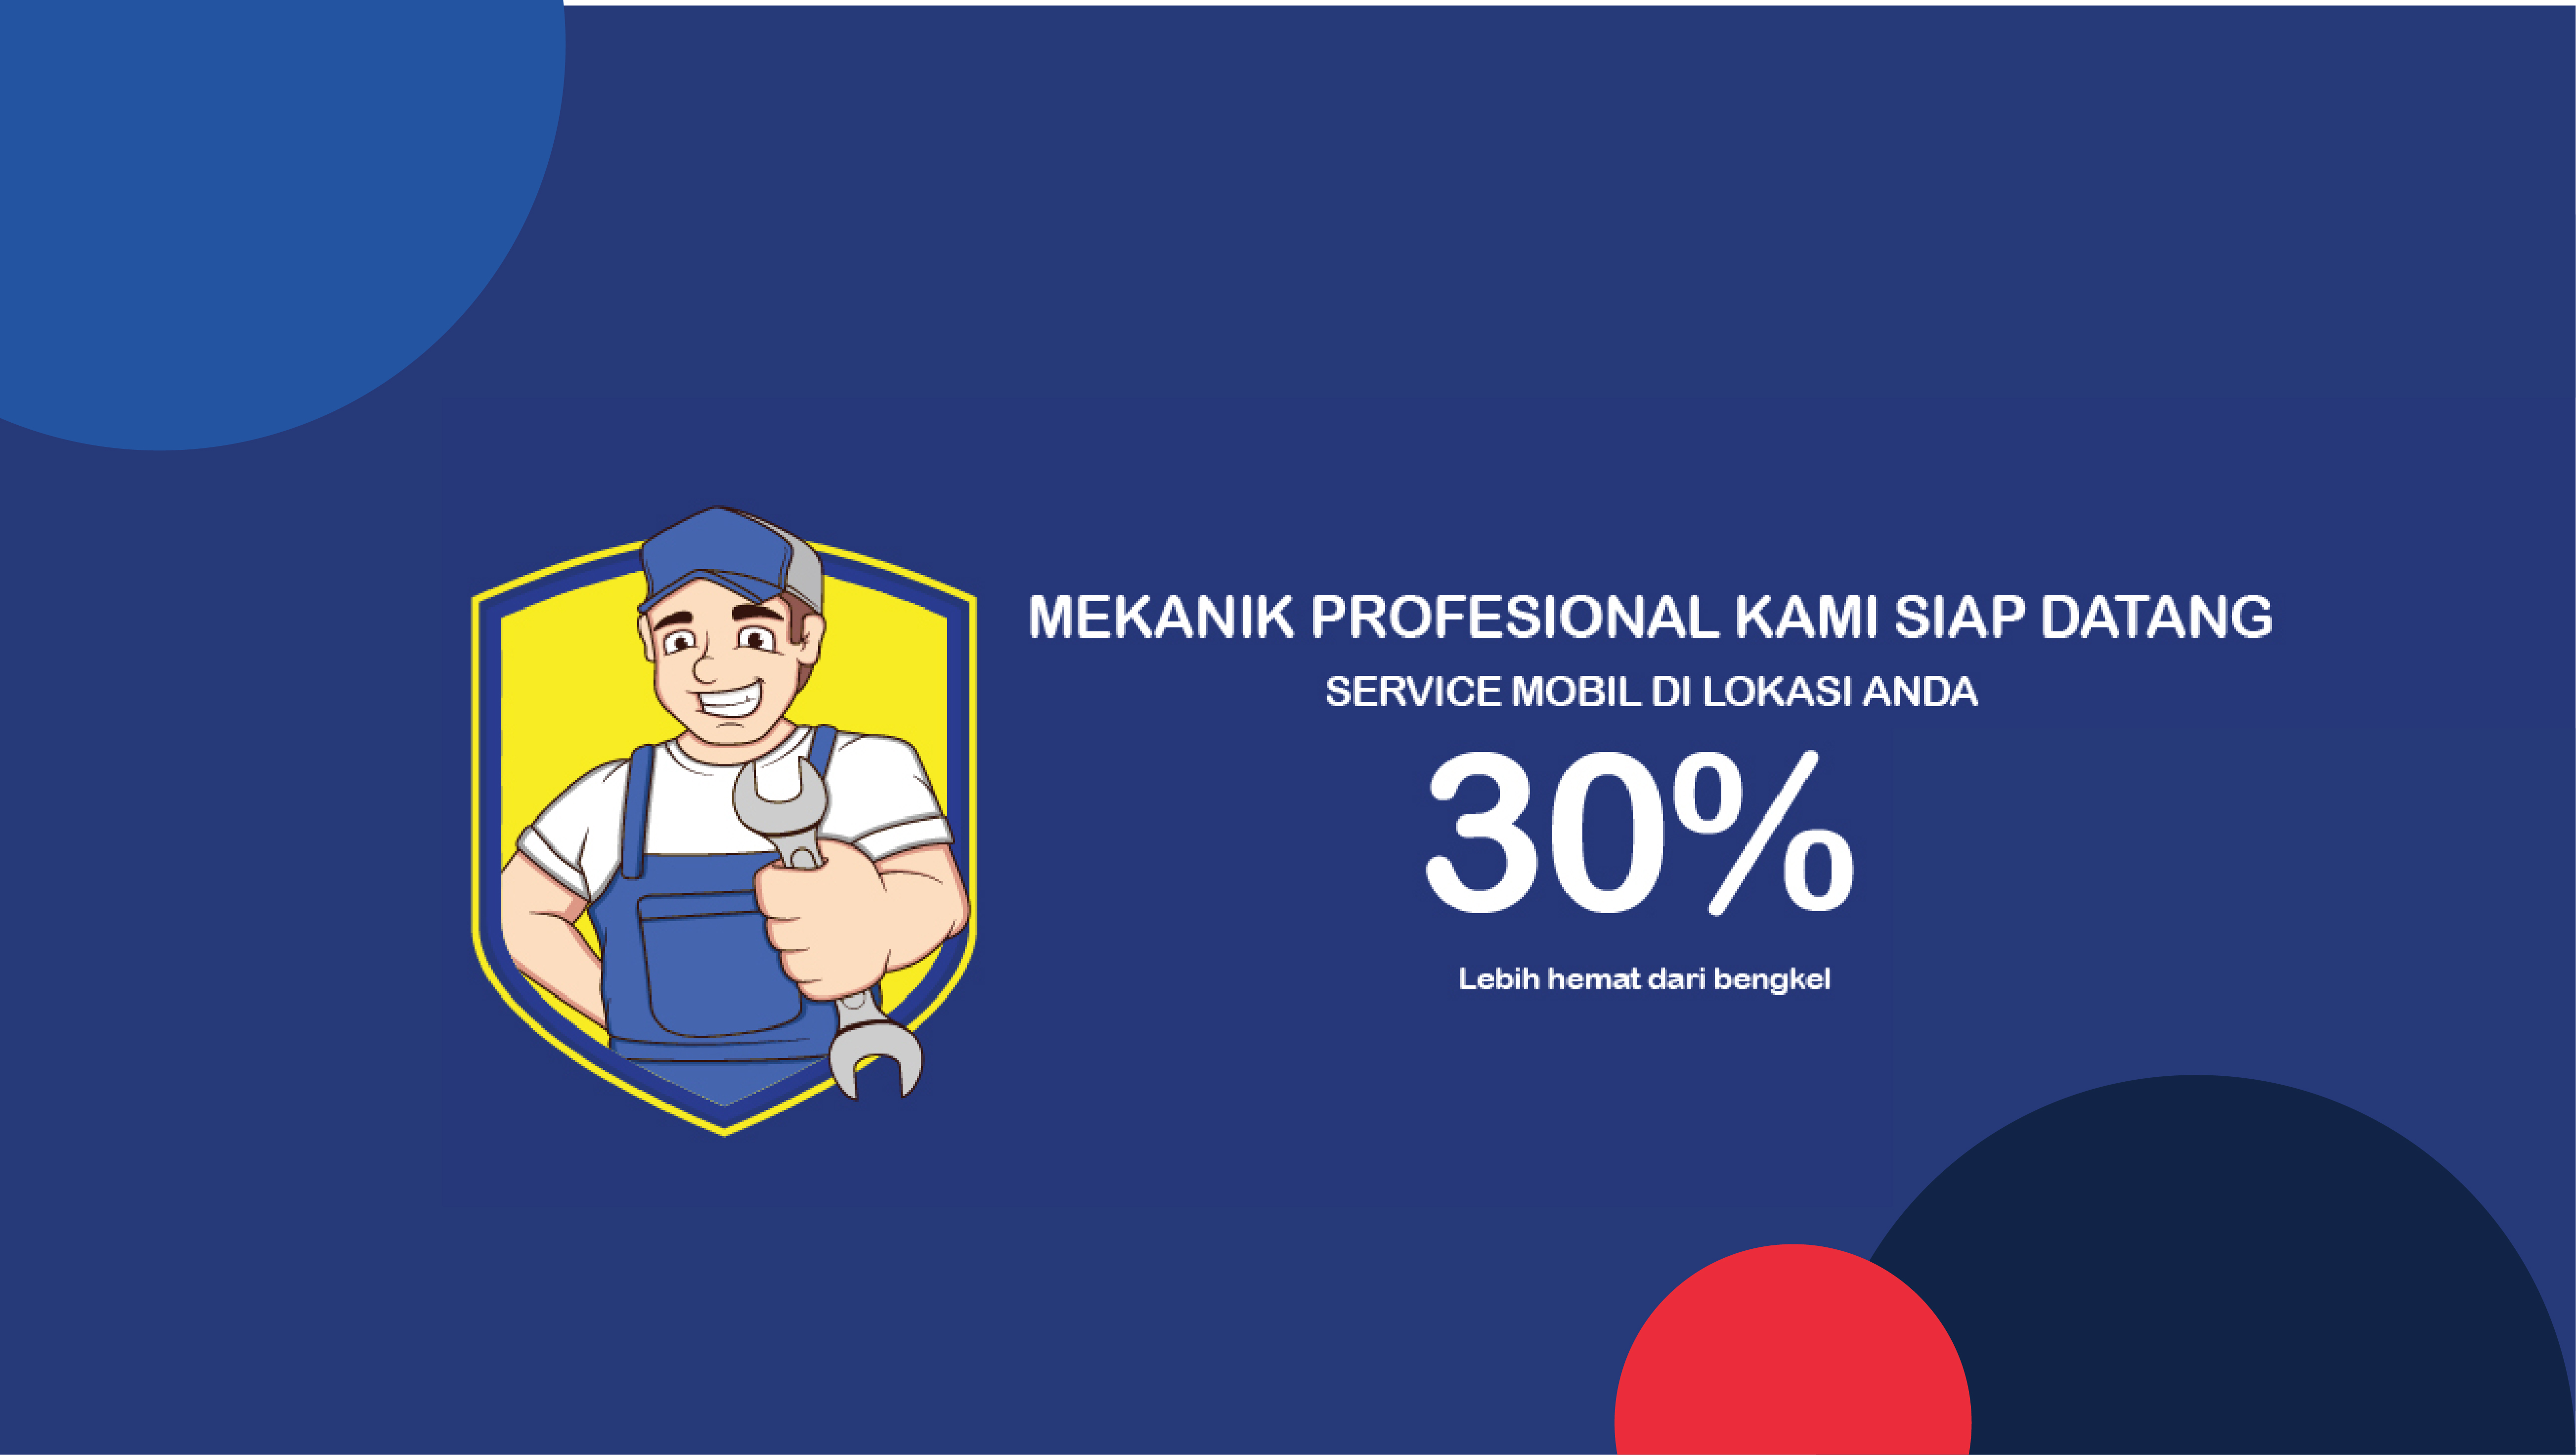 MEKANIK PROFESIONAL KAMI SIAP DATANG
SERVICE MOBIL DI LOKASI ANDA
30%
Lebih hemat dari bengkel